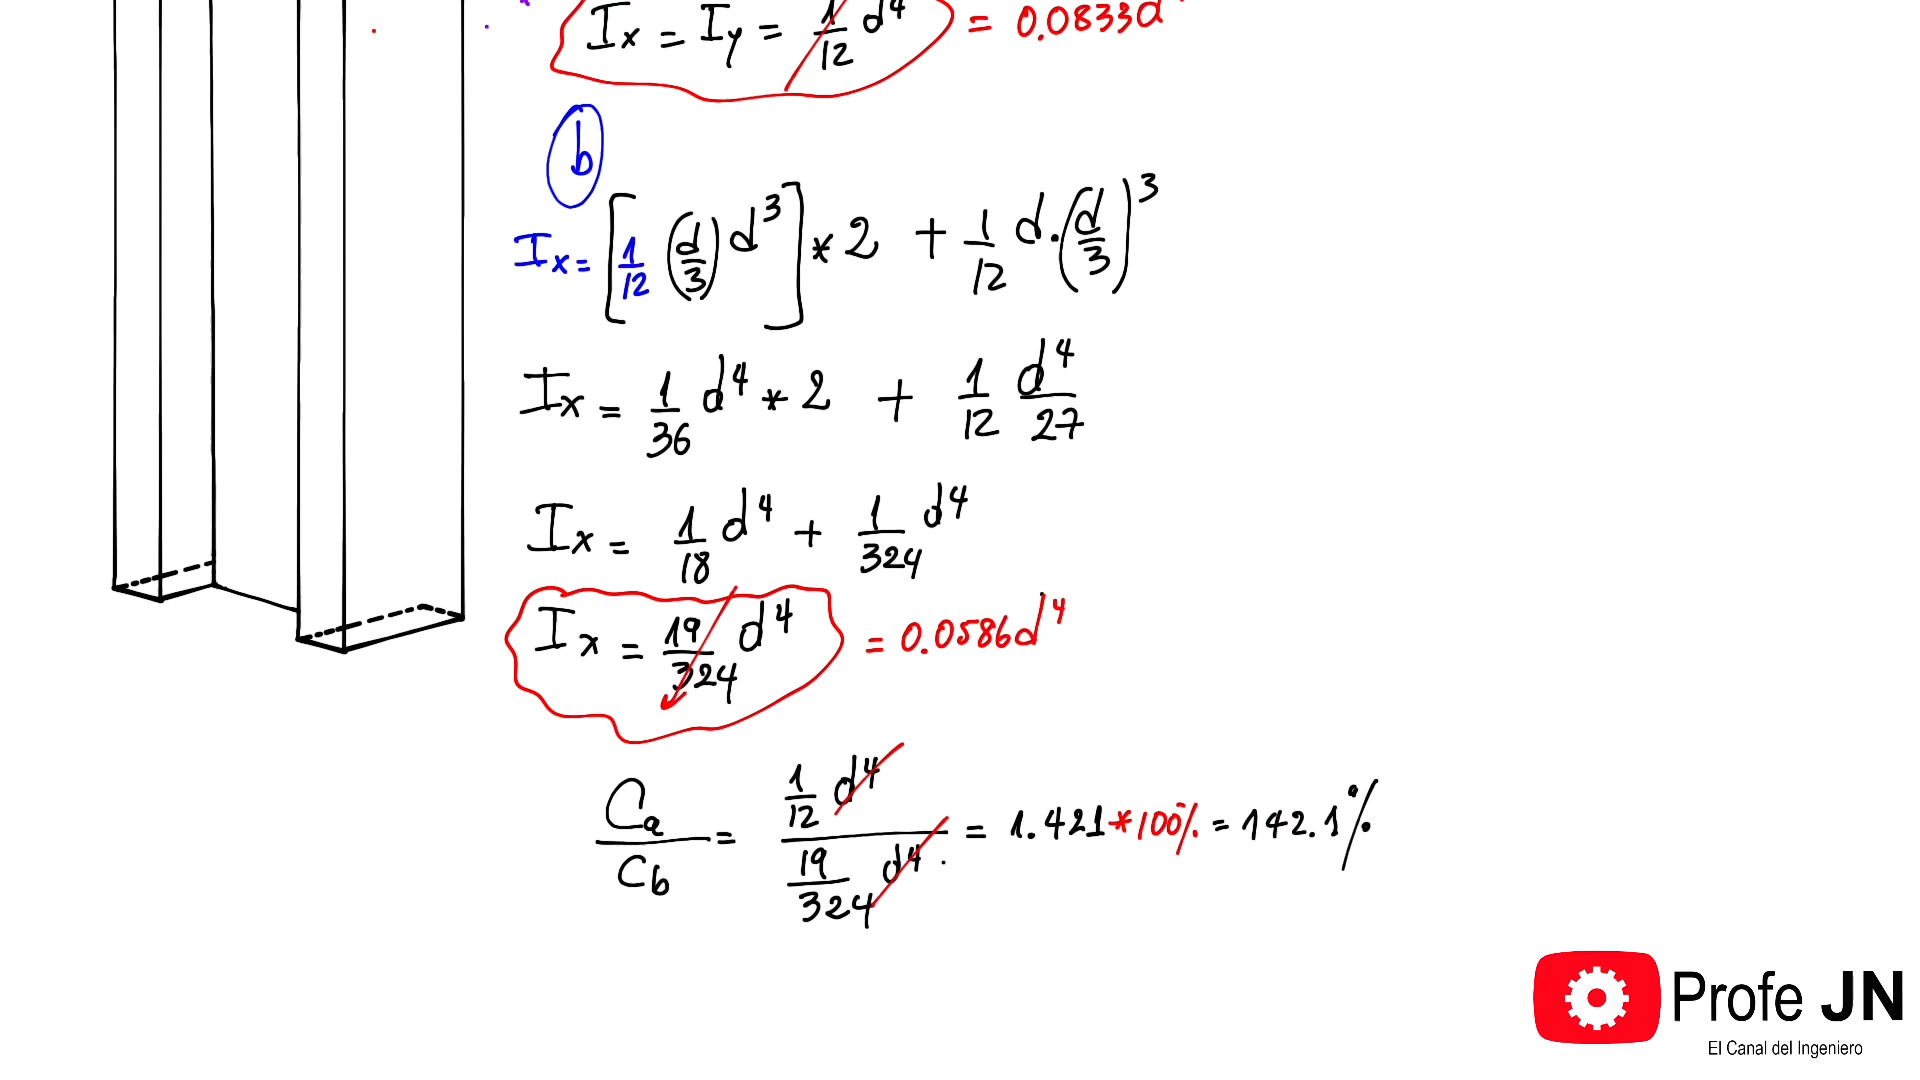 Ix = Iy = 1/12 d⁴ = 0.0833d
b
Ix = [1/12 (d/3) d³] * 2 + 1/12 d·(d/3)³
Ix = 1/36 d⁴ * 2 + 1/12 d⁴/27
Ix = 1/18 d⁴ + 1/324 d⁴
Ix = 19/324 d⁴ = 0.0586d⁴
Ca/Cb = (1/12 d⁴)/(19/324 d⁴) = 1.421 * 100% = 142.1%
Profe JN
El Canal del Ingeniero